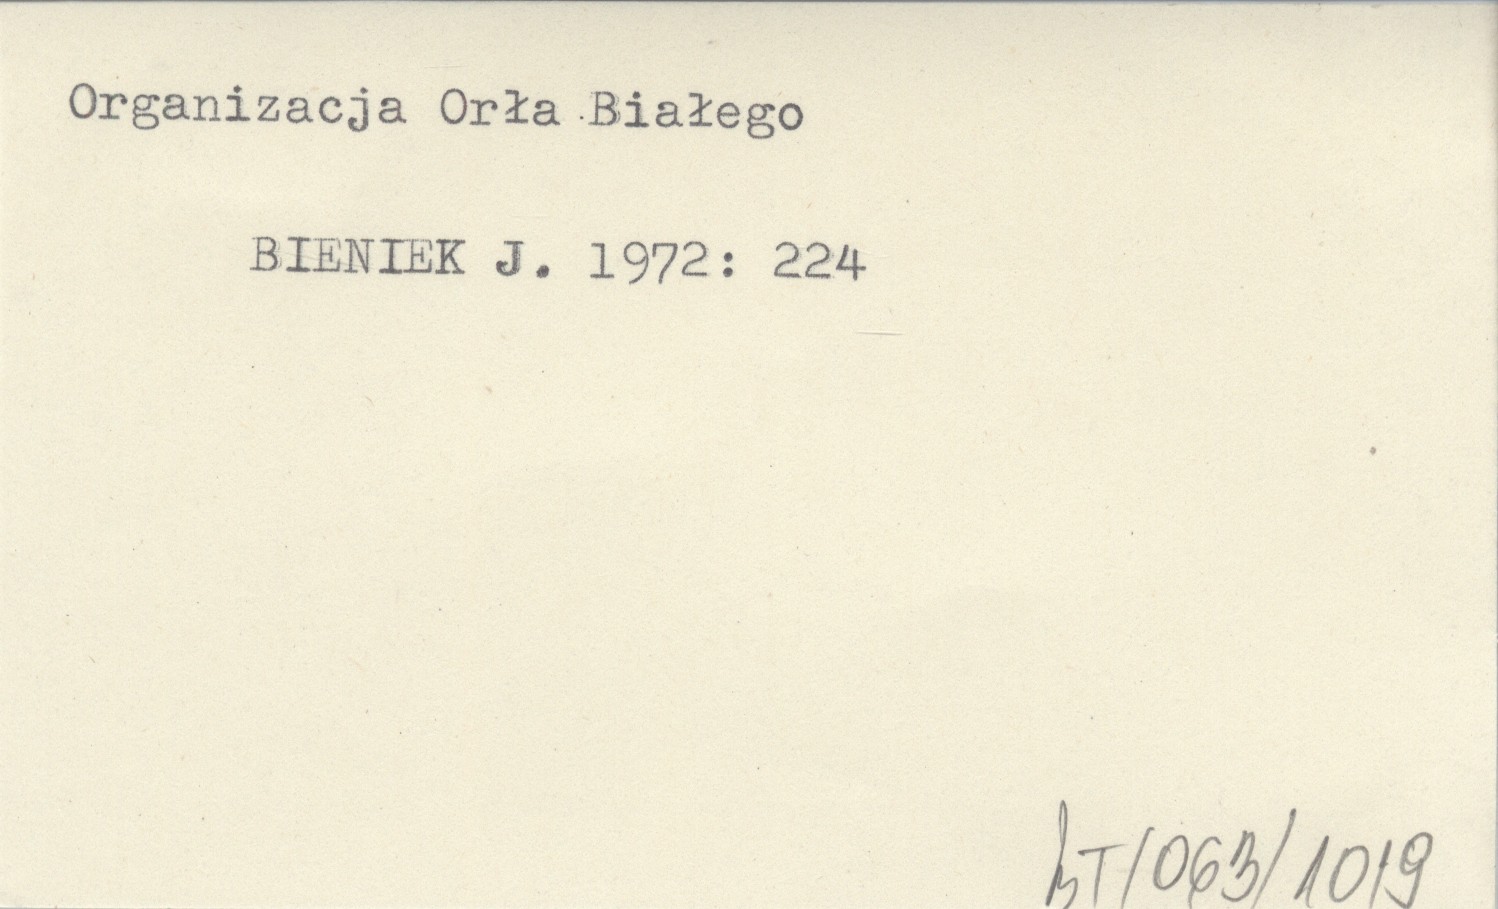 Organizacja Orła Białego
BIENIEK J. 1972: 224
BT/063/1019